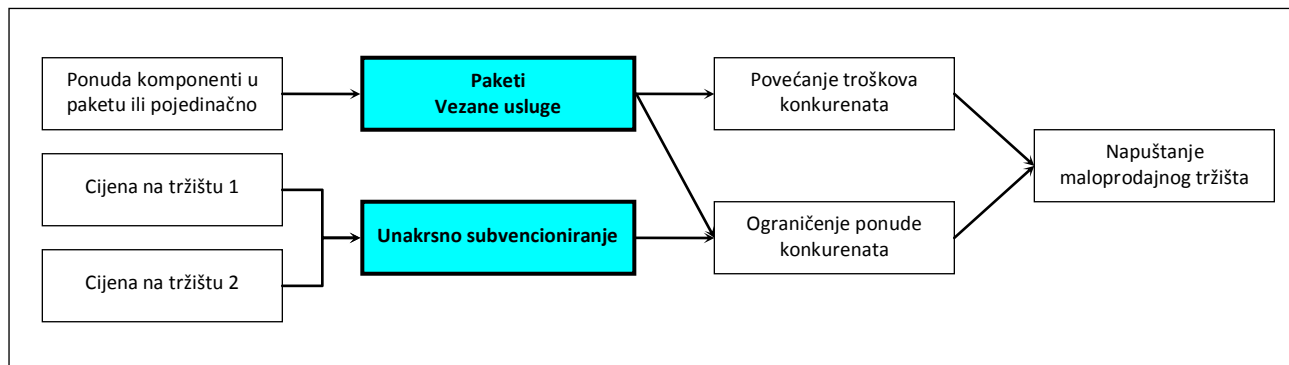 Ponuda komponenti u
paketu ili pojedinačno
Paketi
Vezane usluge
Povećanje troškova
konkurenata
Napuštanje
maloprodajnog tržišta
Cijena na tržištu 1
Unakrsno subvencioniranje
Ograničenje ponude
konkurenata
Cijena na tržištu 2